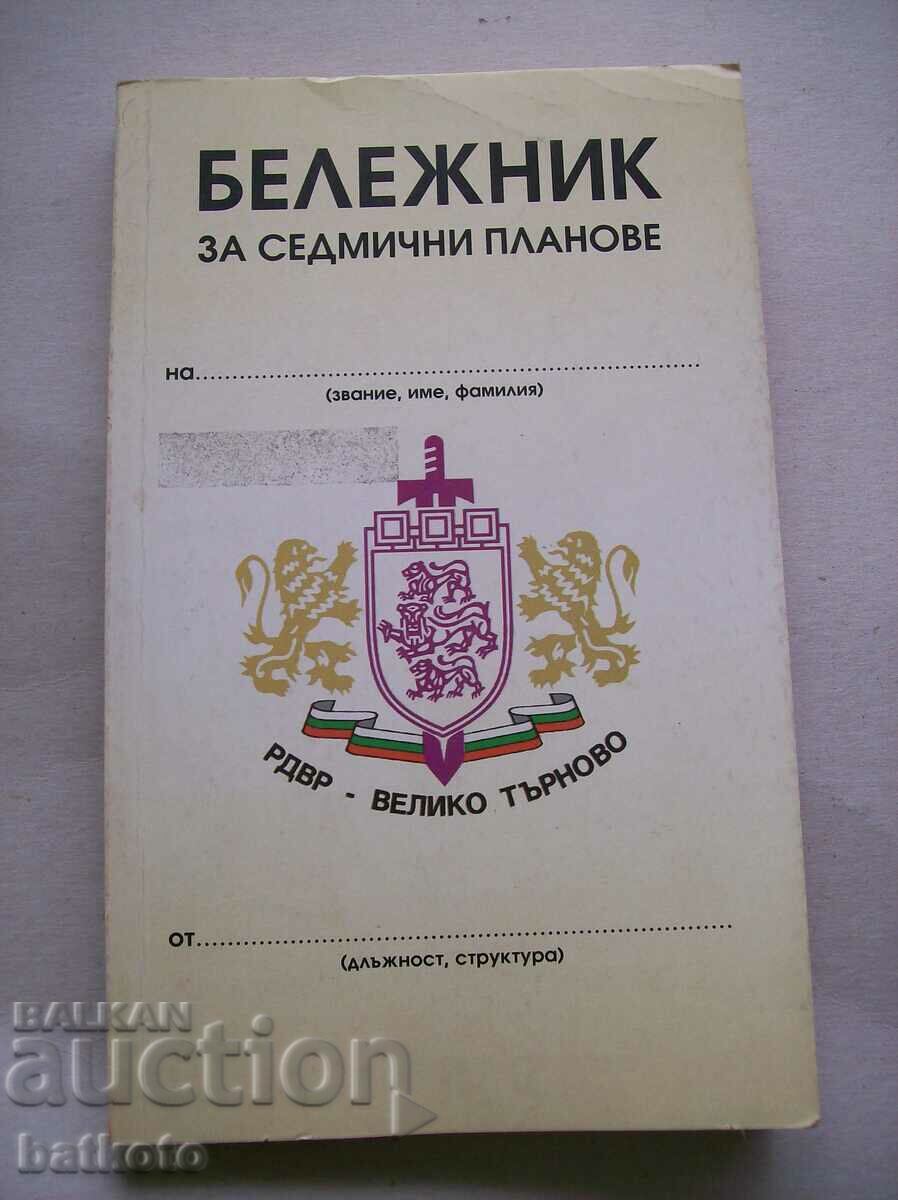 БЕЛЕЖНИК
ЗА СЕДМИЧНИ ПЛАНОВЕ
на....................................................................
(звание, име, фамилия)
РДВР - ВЕЛИКО ТЪРНОВО
от........................................................................
(длъжност, структура)
BALKAN
auction
batkoto